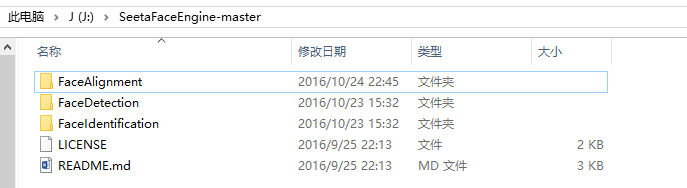 此电脑 > J (J:) > SeetaFaceEngine-master
名称 修改日期 类型 大小
FaceAlignment 2016/10/24 22:45 文件夹
FaceDetection 2016/10/23 15:32 文件夹
FaceIdentification 2016/10/23 15:32 文件夹
LICENSE 2016/9/25 22:13 文件 2 KB
README.md 2016/9/25 22:13 MD 文件 3 KB